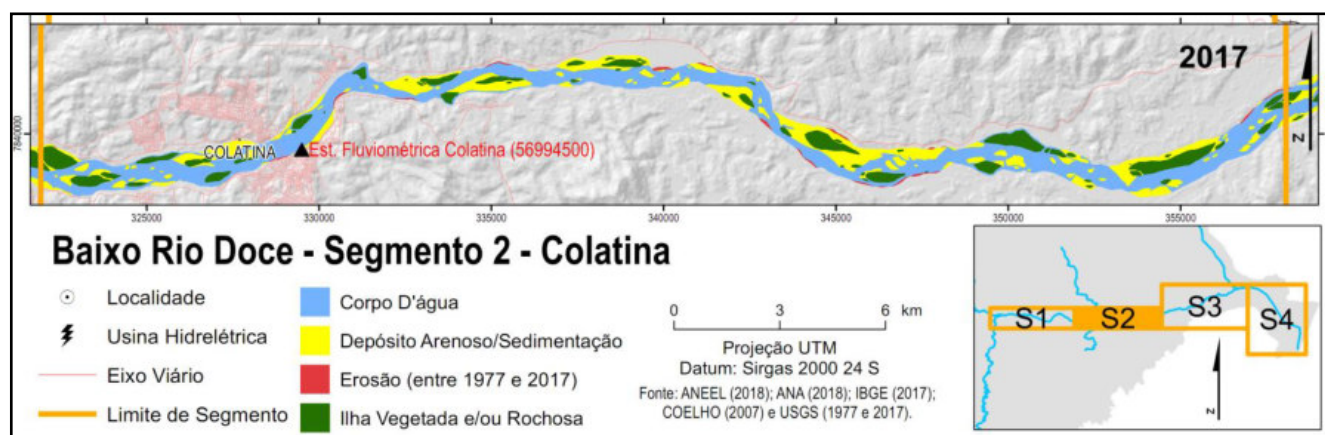 2017
7840000
COLATINA
Est. Fluviométrica Colatina (56994500)
N
325000 330000 335000 340000 345000 350000 355000
Baixo Rio Doce - Segmento 2 - Colatina
Localidade
Usina Hidrelétrica
Eixo Viário
Limite de Segmento
Corpo D'água
Depósito Arenoso/Sedimentação
Erosão (entre 1977 e 2017)
Ilha Vegetada e/ou Rochosa
0 3 6 km
Projeção UTM
Datum: Sirgas 2000 24 S
Fonte: ANEEL (2018); ANA (2018); IBGE (2017);
COELHO (2007) e USGS (1977 e 2017).
S1 S2 S3 S4
N